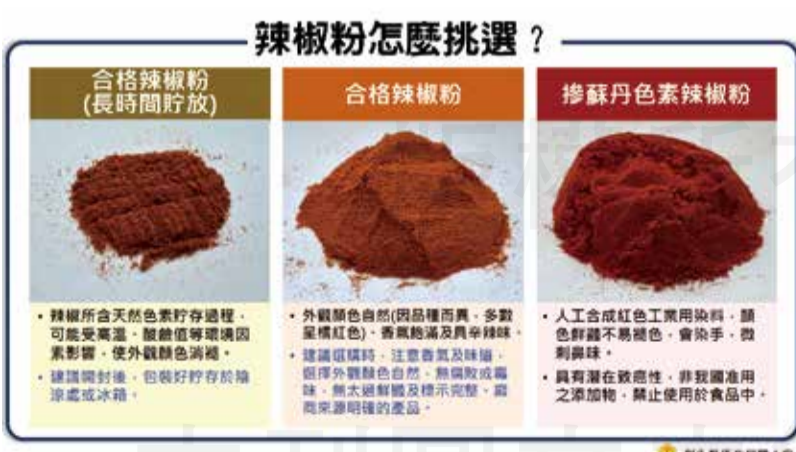 辣椒粉怎麼挑選？
合格辣椒粉
(長時間貯放)
辣椒所含天然色素貯存過程，
可能受高溫、酸鹼值等環境因
素影響，使外觀顏色消褪。
建議開封後，包裝好貯存於陰
涼處或冰箱。
合格辣椒粉
外觀顏色自然(因品種而異，多數
呈橘紅色)，香氣飽滿及具辛辣味。
建議選購時，注意香氣及味道，
選擇外觀顏色自然，無腐敗或霉
味，無太過鮮豔及標示完整、廠
商來源明確的產品。
摻蘇丹色素辣椒粉
人工合成紅色工業用染料，顏
色鮮豔不易褪色，會染手，微
刺鼻味。
具有潛在致癌性，非我國准用
之添加物，禁止使用於食品中。